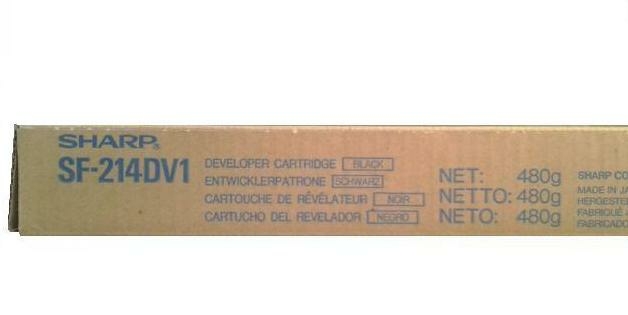 SHARP®
SF-214DV1
DEVELOPER CARTRIDGE BLACK
ENTWICKLERPATRONE SCHWARZ
CARTOUCHE DE RÉVÉLATEUR NOIR
CARTUCHO DEL REVELADOR NEGRO
NET: 480g
NETTO: 480g
NETO: 480g
SHARP CO
MADE IN JA
HERGESTE
FABRIQUÉ
FABRICADO